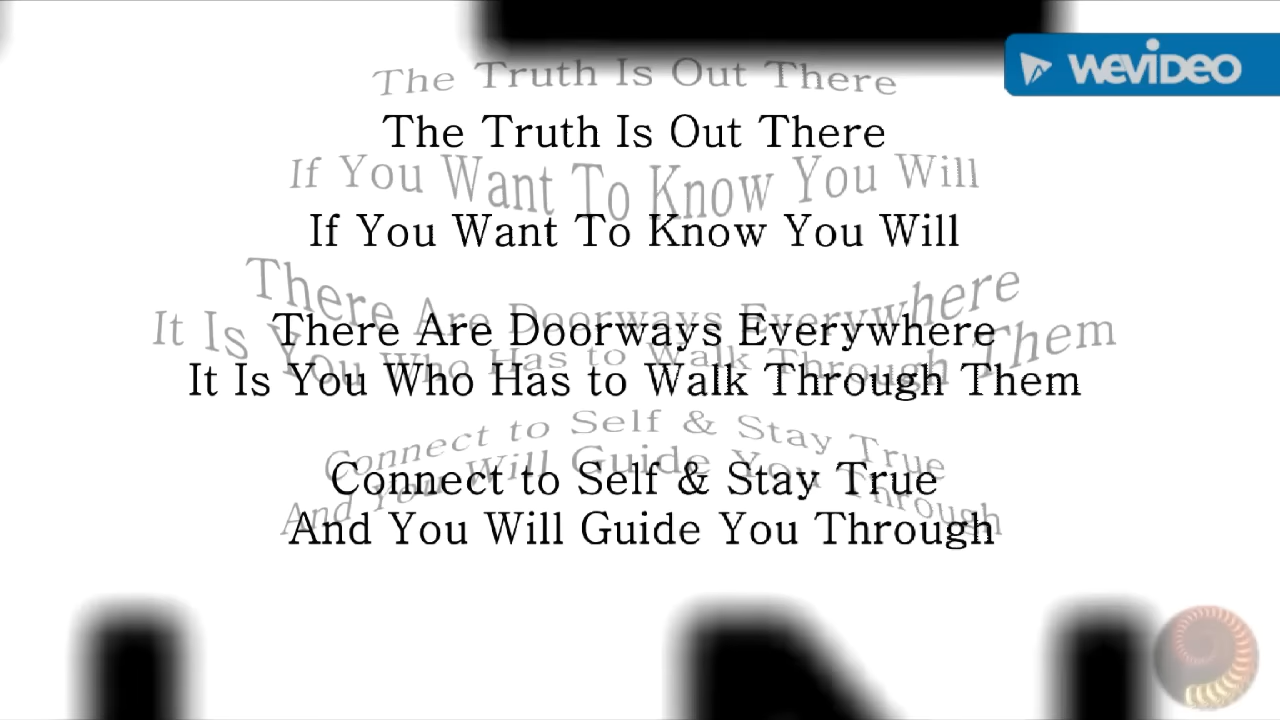 WEVIDEO
The Truth Is Out There
The Truth Is Out There
If You Want To Know You Will
If You Want To Know You Will
There Are Doorways Everywhere
There Are Doorways Everywhere
It Is You Who Has to Walk Through Them
It Is You Who Has to Walk Through Them
Connect to Self & Stay True
Connect to Self & Stay True
And You Will Guide You Through
And You Will Guide You Through